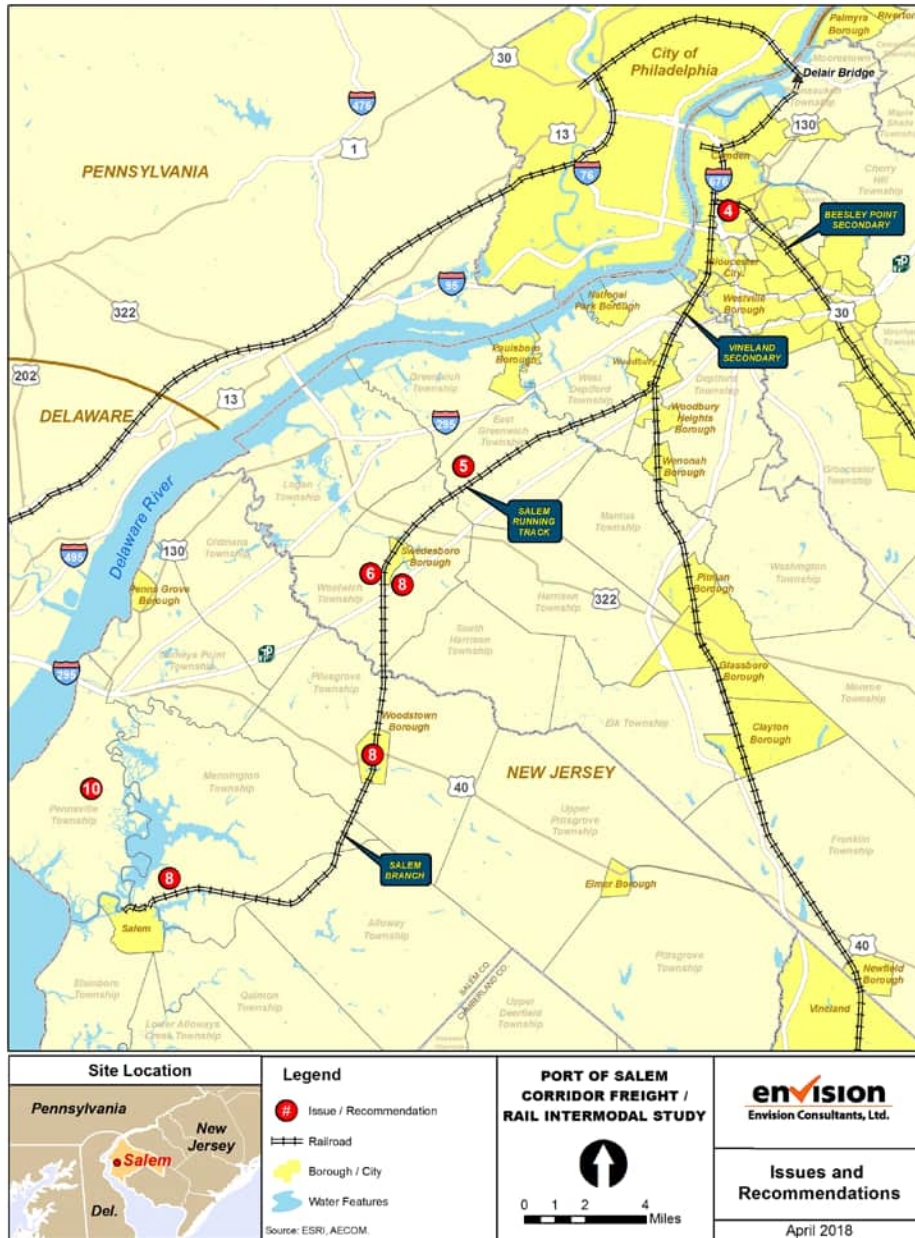 Palmyra
Borough
Riverton
30
City of
Philadelphia
Delair Bridge
476
130
13
1
PENNSYLVANIA
76
Camden
Cherry
Hill
Township
676
4
BEESLEY POINT
SECONDARY
95
Gloucester
City
322
National
Park Borough
Westville
Borough
30
VINELAND
SECONDARY
Paulsboro
Borough
Woodbury
202
Greenwich
Township
West
Deptford
Township
Deptford
Township
13
DELAWARE
295
East
Greenwich
Township
Woodbury
Heights
Borough
5
Wenonah
Borough
Gloucester
Township
Logan
Township
SALEM
RUNNING
TRACK
Mantua
Township
Delaware River
495
130
Oldmans
Township
Swedesboro
Borough
Washington
Township
6
8
Penns Grove
Borough
Woolwich
Township
Harrison
Township
322
Pitman
Borough
South
Harrison
Township
295
Carneys Point
Township
Pilesgrove
Township
Glassboro
Borough
Monroe
Township
Woodstown
Borough
Elk Township
Clayton
Borough
8
NEW JERSEY
10
Mannington
Township
40
Pennsville
Township
Upper
Pittsgrove
Township
Franklin
Township
SALEM
BRANCH
8
Elmer Borough
Salem
Alloway
Township
40
Pittsgrove
Township
Newfield
Borough
SALEM CO.
CUMBERLAND CO.
Elsinboro
Township
Quinton
Township
Vineland
Lower Alloways
Creek Township
Upper
Deerfield
Township
Site Location
Pennsylvania
New
Jersey
Salem
Del.
Legend
# Issue / Recommendation
Railroad
Borough / City
Water Features
Source: ESRI, AECOM.
PORT OF SALEM
CORRIDOR FREIGHT /
RAIL INTERMODAL STUDY
0 1 2 4
Miles
envision
Envision Consultants, Ltd.
Issues and
Recommendations
April 2018